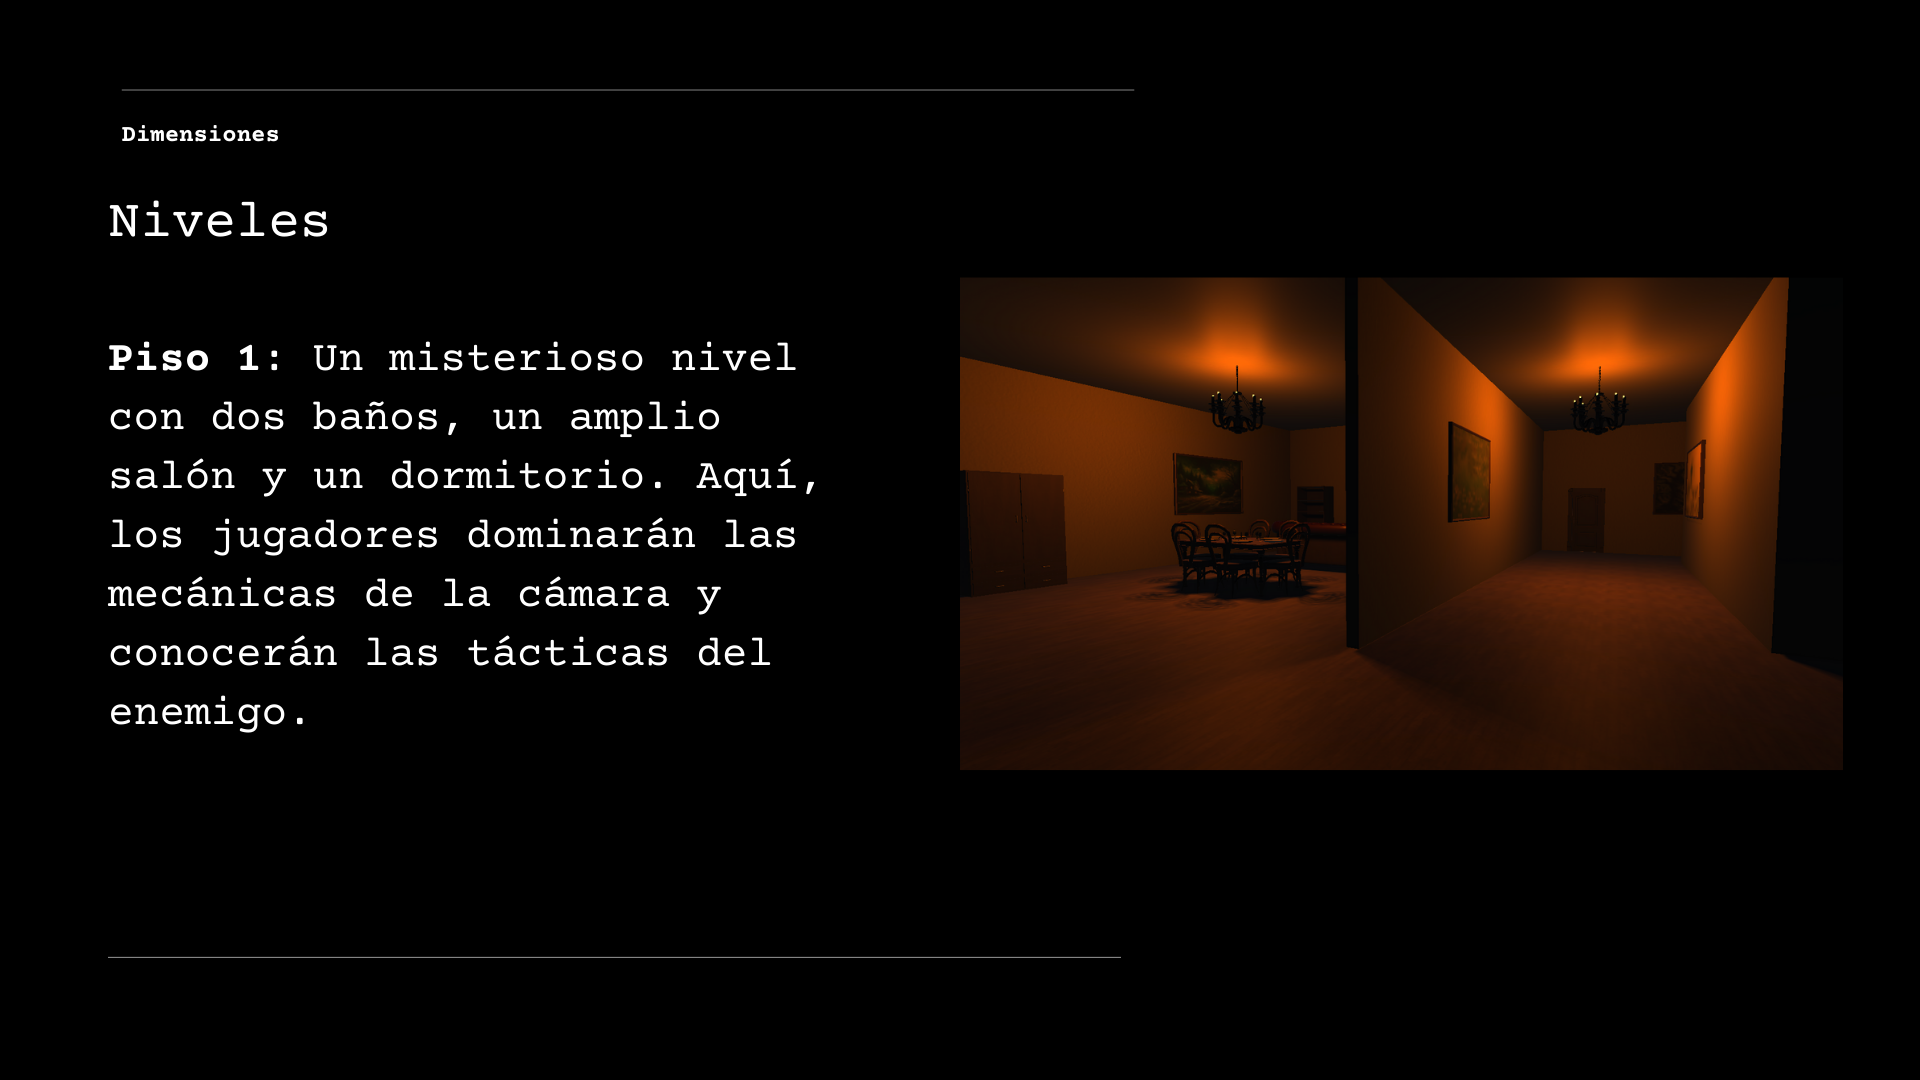 Dimensiones
Niveles
Piso 1: Un misterioso nivel
con dos baños, un amplio
salón y un dormitorio. Aquí,
los jugadores dominarán las
mecánicas de la cámara y
conocerán las tácticas del
enemigo.